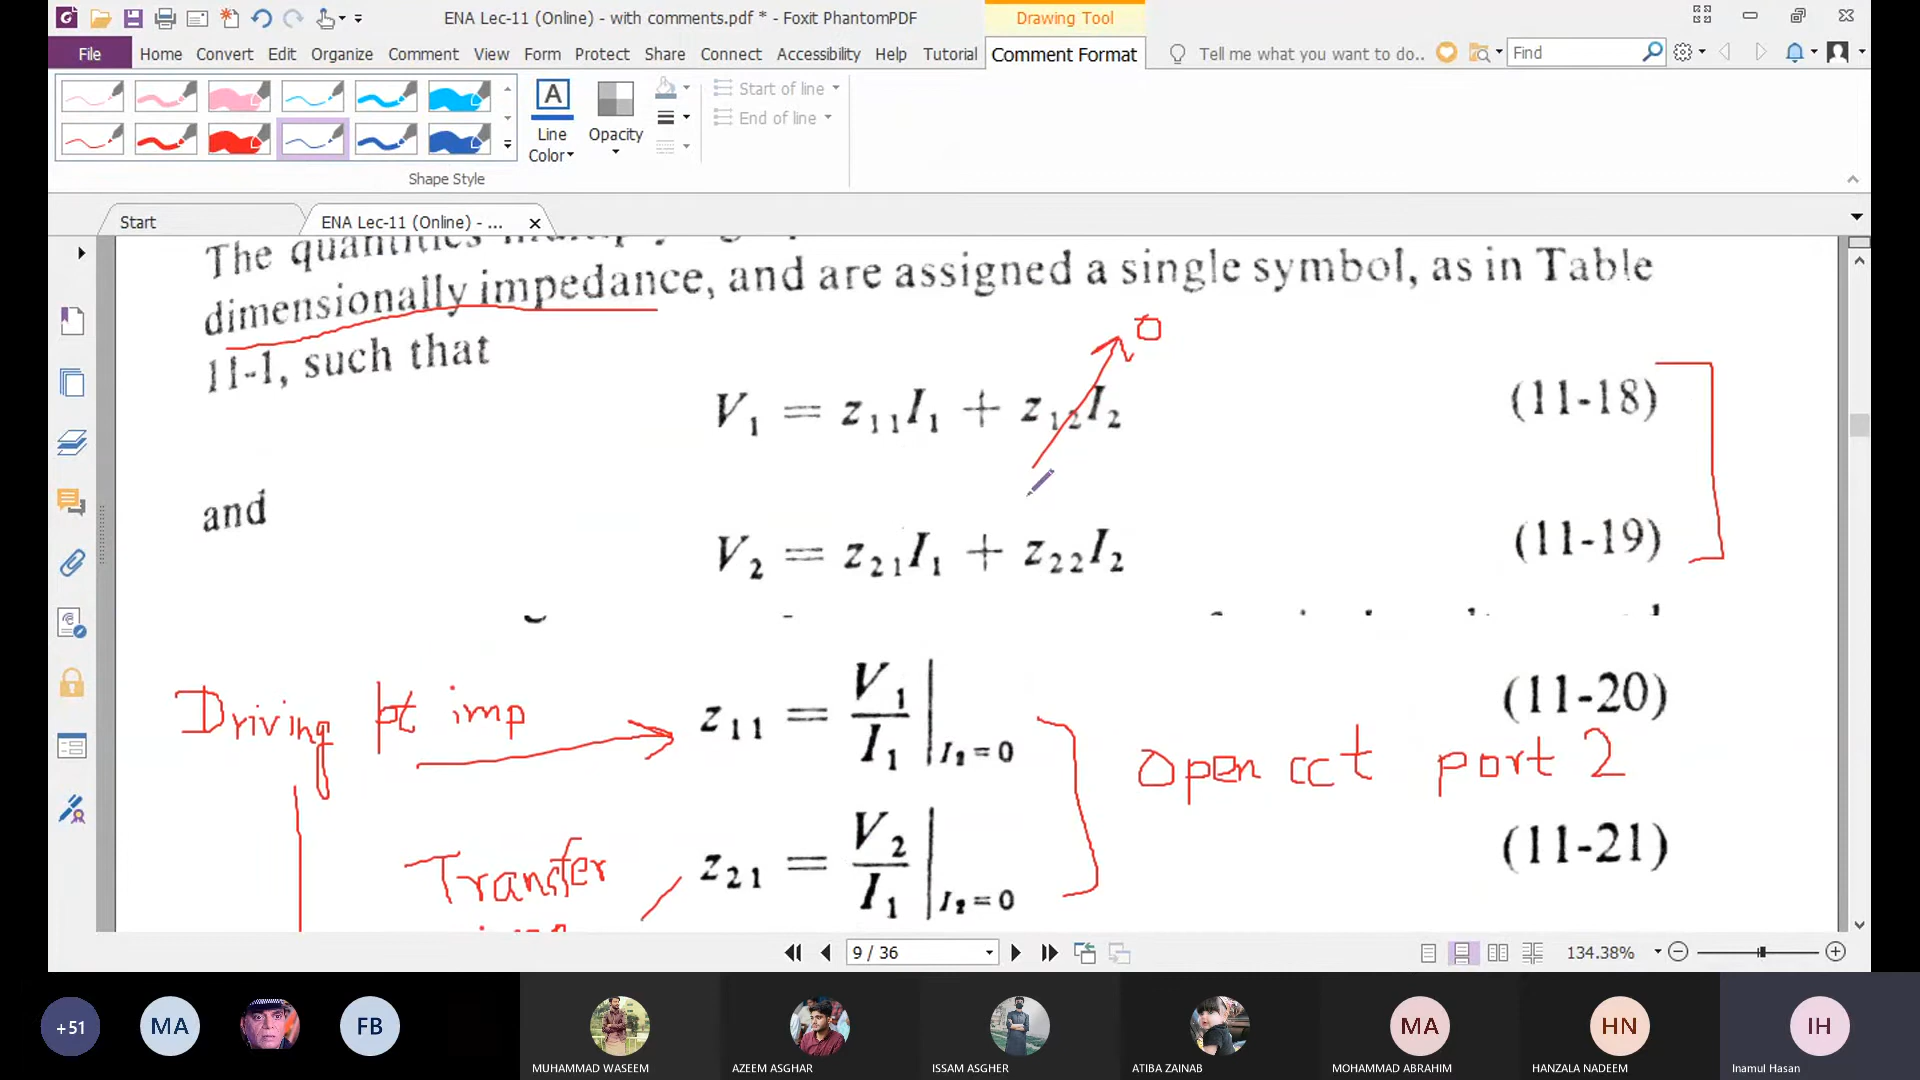 ENA Lec-11 (Online) - with comments.pdf * - Foxit PhantomPDF
Drawing Tool
File Home Convert Edit Organize Comment View Form Protect Share Connect Accessibility Help Tutorial Comment Format Tell me what you want to do.. Find
Line Color
Opacity
Start of line
End of line
Shape Style
Start
ENA Lec-11 (Online) - ...
The quantities
dimensionally impedance, and are assigned a single symbol, as in Table
11-1, such that
0
V₁ = z₁₁I₁ + z₁₂I₂ (11-18)
and
V₂ = z₂₁I₁ + z₂₂I₂ (11-19)
Driving pt imp
z₁₁ = V₁/I₁ |I₂ = 0 (11-20)
Open cct port 2
Transfer
z₂₁ = V₂/I₁ |I₂ = 0 (11-21)
9 / 36
134.38%
+51 MA FB MA HN IH
MUHAMMAD WASEEM AZEEM ASGHAR ISSAM ASGHER ATIBA ZAINAB MOHAMMAD ABRAHIM HANZALA NADEEM Inamul Hasan